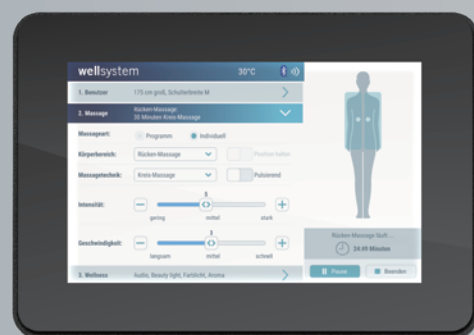 wellsystem 30°C
1. Benutzer 175 cm groß, Schulterbreite M
2. Massage Rücken-Massage:
30 Minuten Kreis-Massage
Massageart: Programm Individuell
Körperbereich: Rücken-Massage Position halten
Massagetechnik: Kreis-Massage Pulsierend
5
Intensität:
gering mittel stark
3
Geschwindigkeit:
langsam mittel schnell
3. Wellness Audio, Beauty light, Farblicht, Aroma
Rücken Massage läuft ...
24:49 Minuten
Pause Beenden